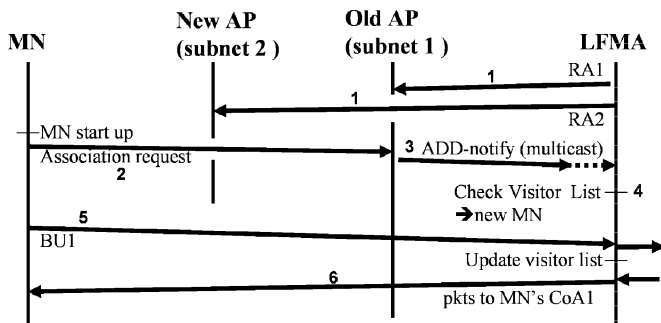 MN
New AP
(subnet 2 )
Old AP
(subnet 1 )
LFMA
1
RA1
1
RA2
MN start up
Association request
2
3 ADD-notify (multicast)
Check Visitor List 4
➔new MN
5
BU1
Update visitor list
6
pkts to MN's CoA1